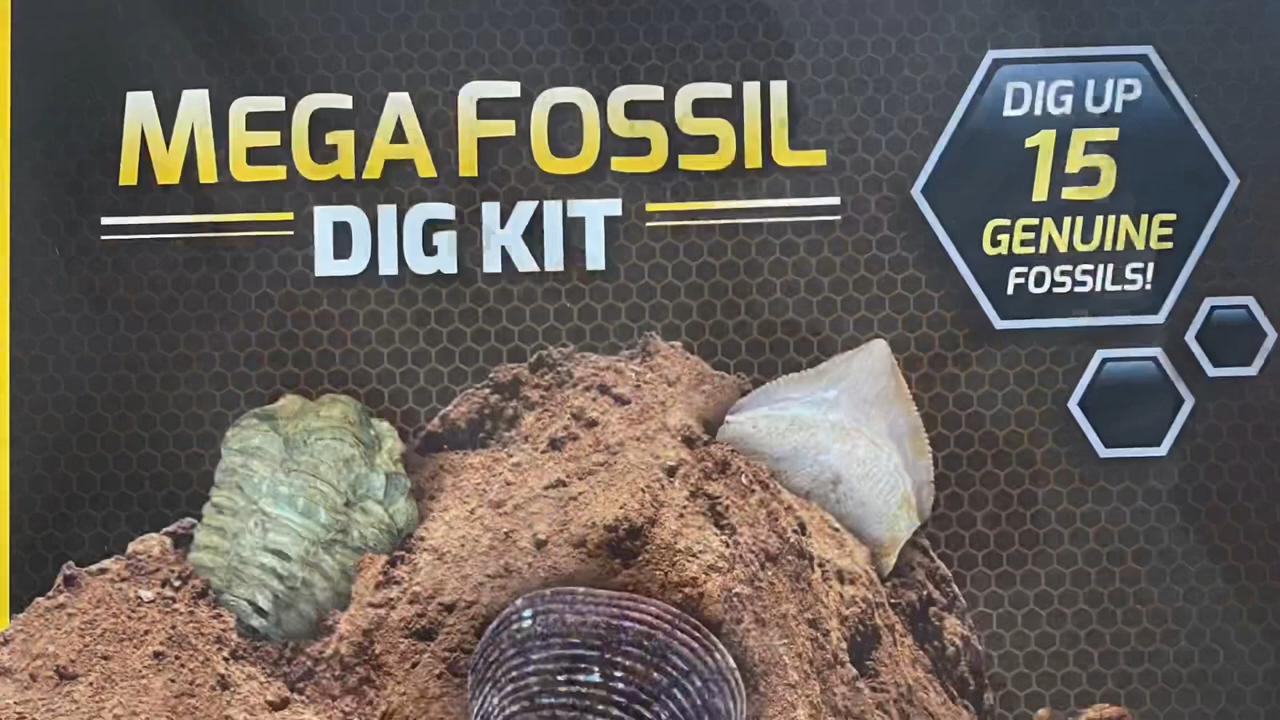 MEGA FOSSIL
DIG KIT
DIG UP
15
GENUINE
FOSSILS!